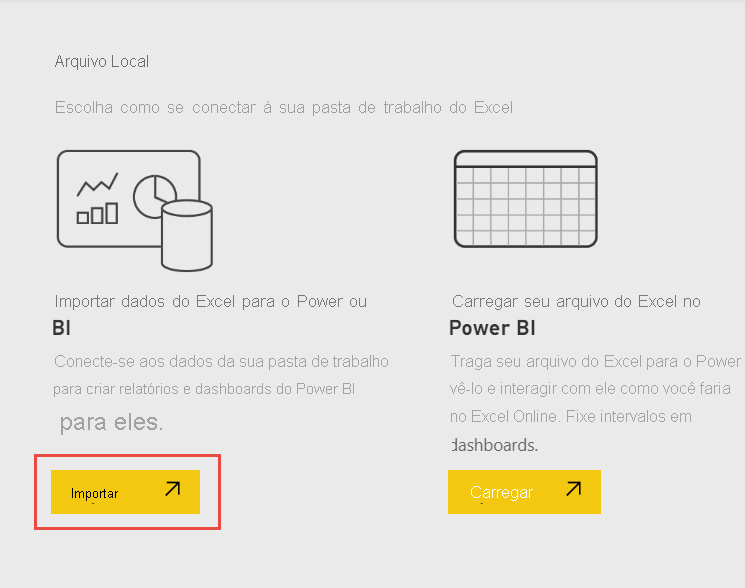 Arquivo Local
Escolha como se conectar à sua pasta de trabalho do Excel
Importar dados do Excel para o Power ou
BI
Conecte-se aos dados da sua pasta de trabalho
para criar relatórios e dashboards do Power BI
para eles.
Importar
Carregar seu arquivo do Excel no
Power BI
Traga seu arquivo do Excel para o Power
vê-lo e interagir com ele como você faria
no Excel Online. Fixe intervalos em
dashboards.
Carregar